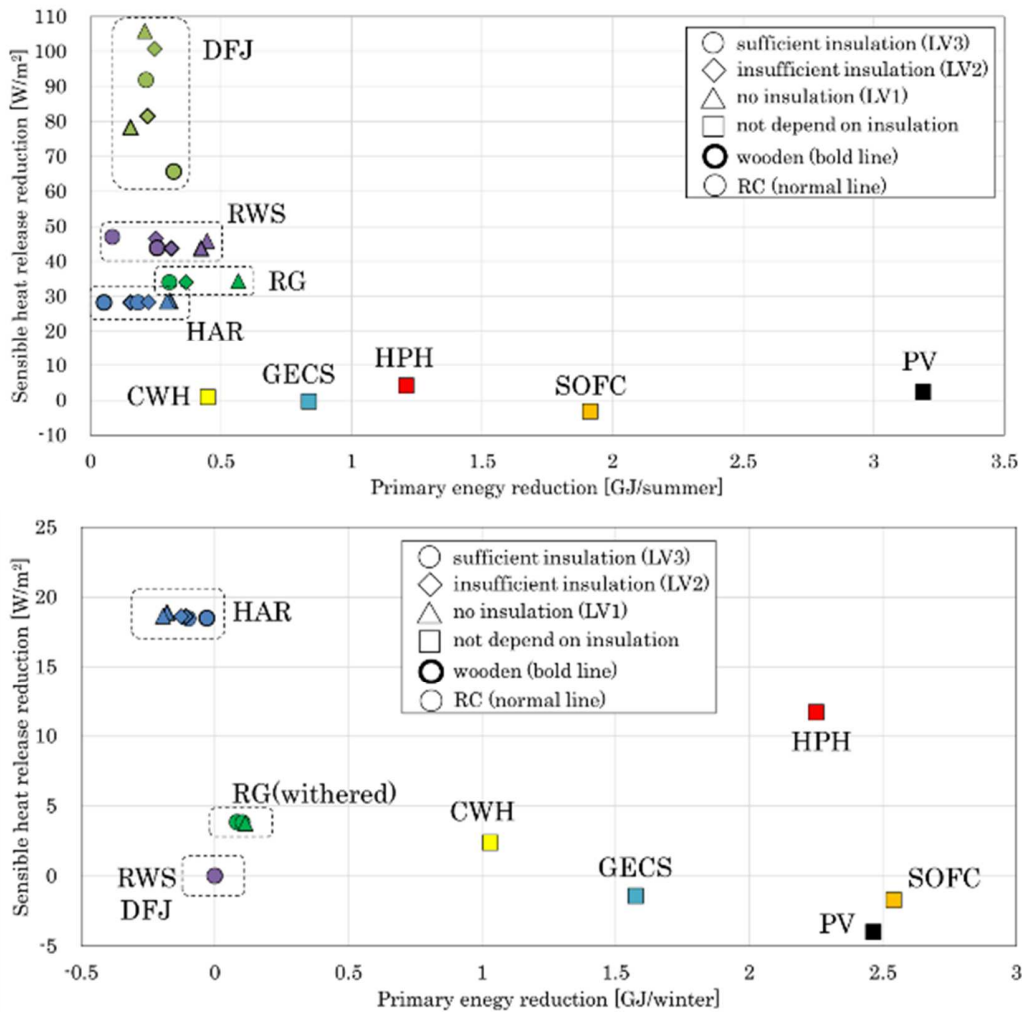 110
100
90
80
70
60
50
40
30
20
10
0
-10
Sensible heat release reduction [W/m²]
DFJ
RWS
RG
HAR
CWH
GECS
HPH
SOFC
PV
sufficient insulation (LV3)
insufficient insulation (LV2)
no insulation (LV1)
not depend on insulation
wooden (bold line)
RC (normal line)
0 0.5 1 1.5 2 2.5 3 3.5
Primary enegy reduction [GJ/summer]
25
20
15
10
5
0
-5
Sensible heat release reduction [W/m²]
sufficient insulation (LV3)
insufficient insulation (LV2)
no insulation (LV1)
not depend on insulation
wooden (bold line)
RC (normal line)
HAR
HPH
RG(withered)
CWH
GECS
RWS
DFJ
SOFC
PV
-0.5 0 0.5 1 1.5 2 2.5 3
Primary enegy reduction [GJ/winter]